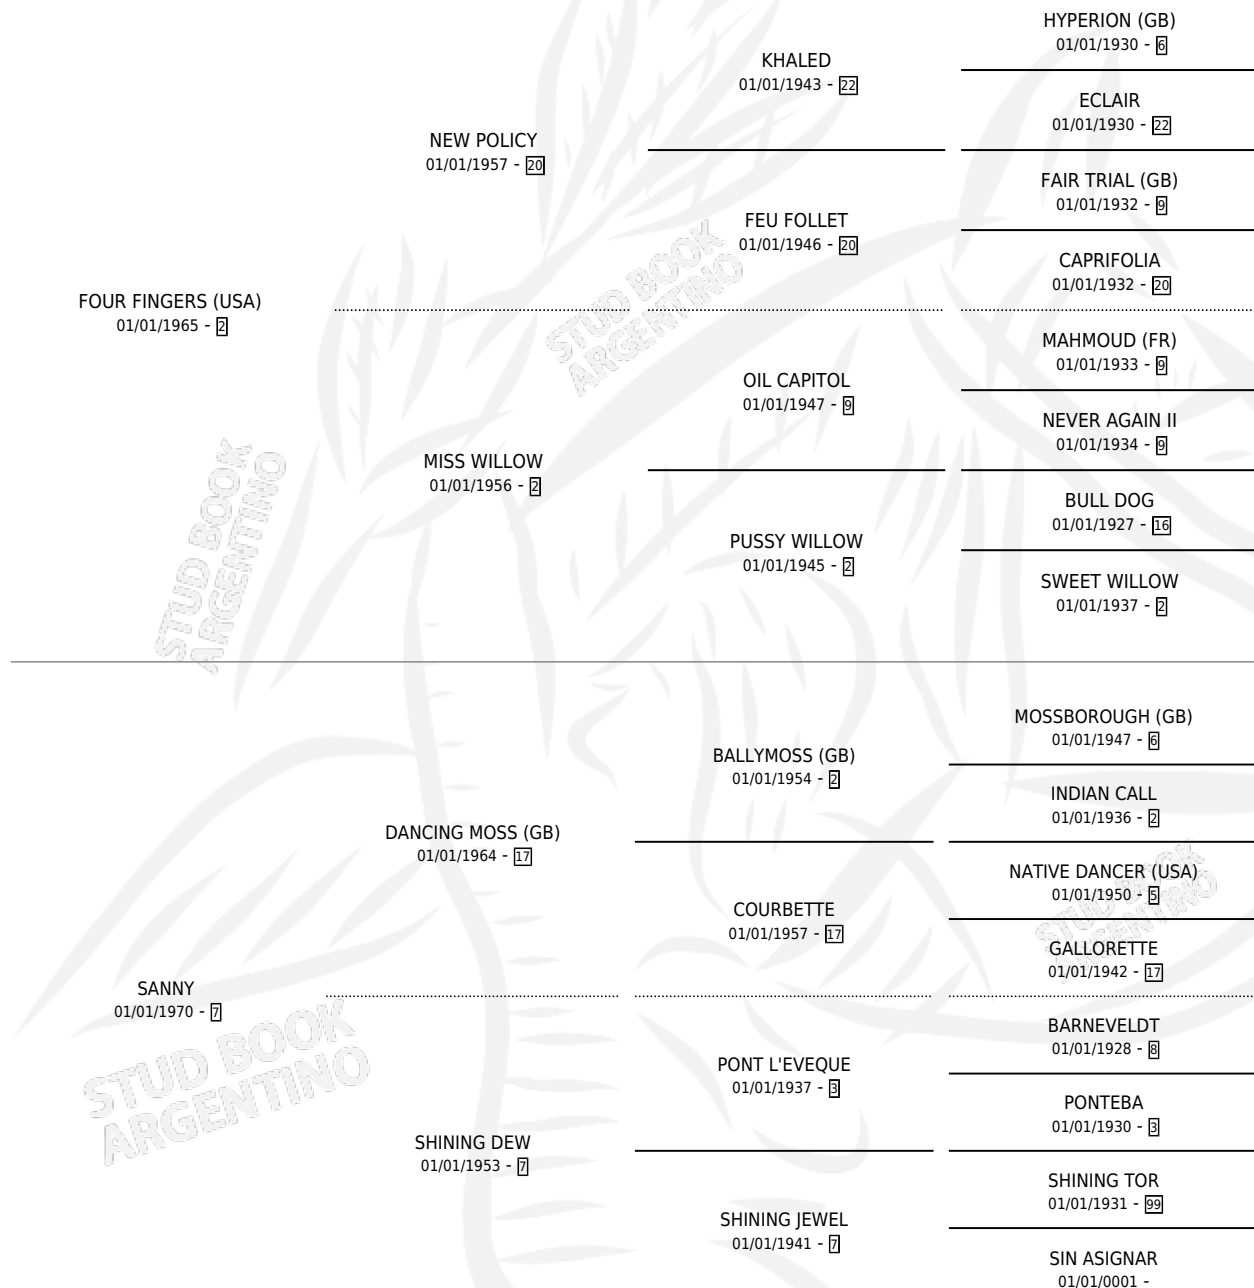 HYPERION (GB)
01/01/1930 - 6
KHALED
01/01/1943 - 22
ECLAIR
01/01/1930 - 22
NEW POLICY
01/01/1957 - 20
FAIR TRIAL (GB)
01/01/1932 - 9
FEU FOLLET
01/01/1946 - 20
CAPRIFOLIA
01/01/1932 - 20
FOUR FINGERS (USA)
01/01/1965 - 2
MAHMOUD (FR)
01/01/1933 - 9
OIL CAPITOL
01/01/1947 - 9
NEVER AGAIN II
01/01/1934 - 9
MISS WILLOW
01/01/1956 - 2
BULL DOG
01/01/1927 - 16
PUSSY WILLOW
01/01/1945 - 2
SWEET WILLOW
01/01/1937 - 2
MOSSBOROUGH (GB)
01/01/1947 - 6
BALLYMOSS (GB)
01/01/1954 - 2
INDIAN CALL
01/01/1936 - 2
DANCING MOSS (GB)
01/01/1964 - 17
NATIVE DANCER (USA)
01/01/1950 - 5
COURBETTE
01/01/1957 - 17
GALLORETTE
01/01/1942 - 17
SANNY
01/01/1970 - 7
BARNEVELDT
01/01/1928 - 8
PONT L'EVEQUE
01/01/1937 - 3
PONTEBA
01/01/1930 - 3
SHINING DEW
01/01/1953 - 7
SHINING TOR
01/01/1931 - 99
SHINING JEWEL
01/01/1941 - 7
SIN ASIGNAR
01/01/0001 -
STUD BOOK
ARGENTINO
STUD BOOK
ARGENTINO
STUD BOOK
ARGENTINO
STUD BOOK
ARGENTINO